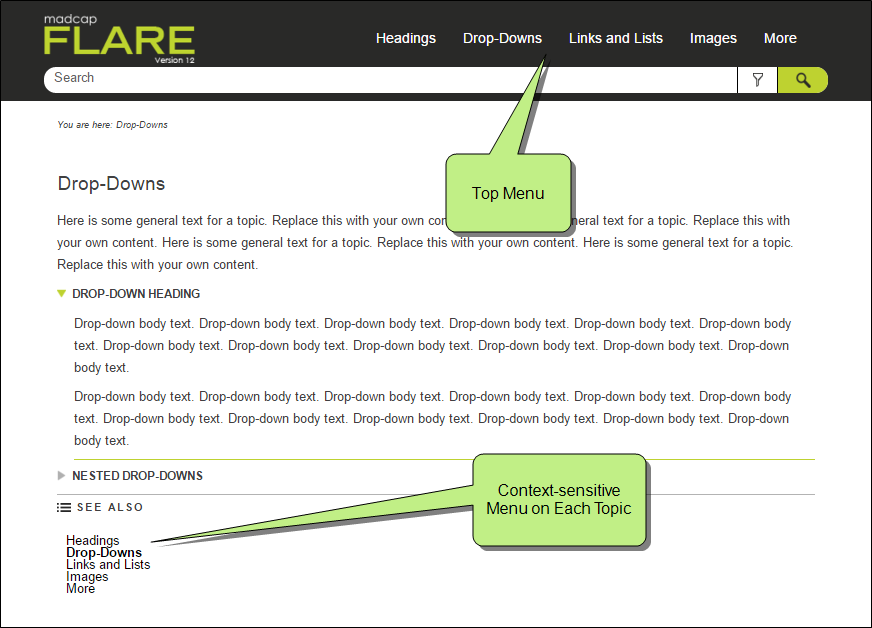 madcap
FLARE
Version 12
Headings Drop-Downs Links and Lists Images More
Search
You are here: Drop-Downs
Top Menu
Drop-Downs
Here is some general text for a topic. Replace this with your own con neral text for a topic. Replace this with
your own content. Here is some general text for a topic. Replace this with your own content. Here is some general text for a topic.
Replace this with your own content.
DROP-DOWN HEADING
Drop-down body text. Drop-down body text. Drop-down body text. Drop-down body text. Drop-down body text. Drop-down body
text. Drop-down body text. Drop-down body text. Drop-down body text. Drop-down body text. Drop-down body text. Drop-down
body text.
Drop-down body text. Drop-down body text. Drop-down body text. Drop-down body text. Drop-down body text. Drop-down body
text. Drop-down body text. Drop-down body text. Drop-down body text. Drop-down body text. Drop-down body text. Drop-down
body text.
NESTED DROP-DOWNS
Context-sensitive
Menu on Each Topic
SEE ALSO
Headings
Drop-Downs
Links and Lists
Images
More